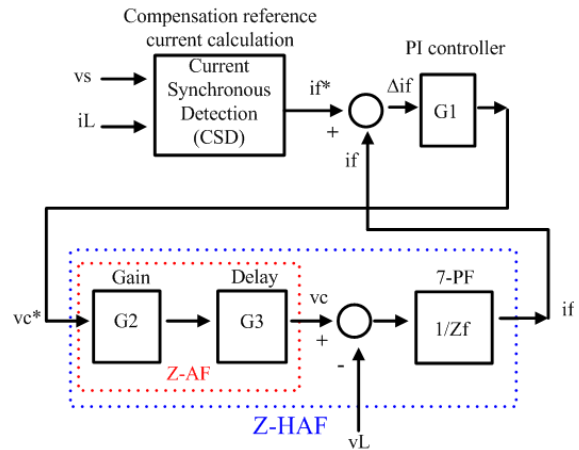 Compensation reference
current calculation
PI controller
vs
iL
Current
Synchronous
Detection
(CSD)
if*
+
Δif
G1
if
Gain
Delay
7-PF
vc*
G2
G3
vc
+
-
1/Zf
if
Z-AF
Z-HAF
vL